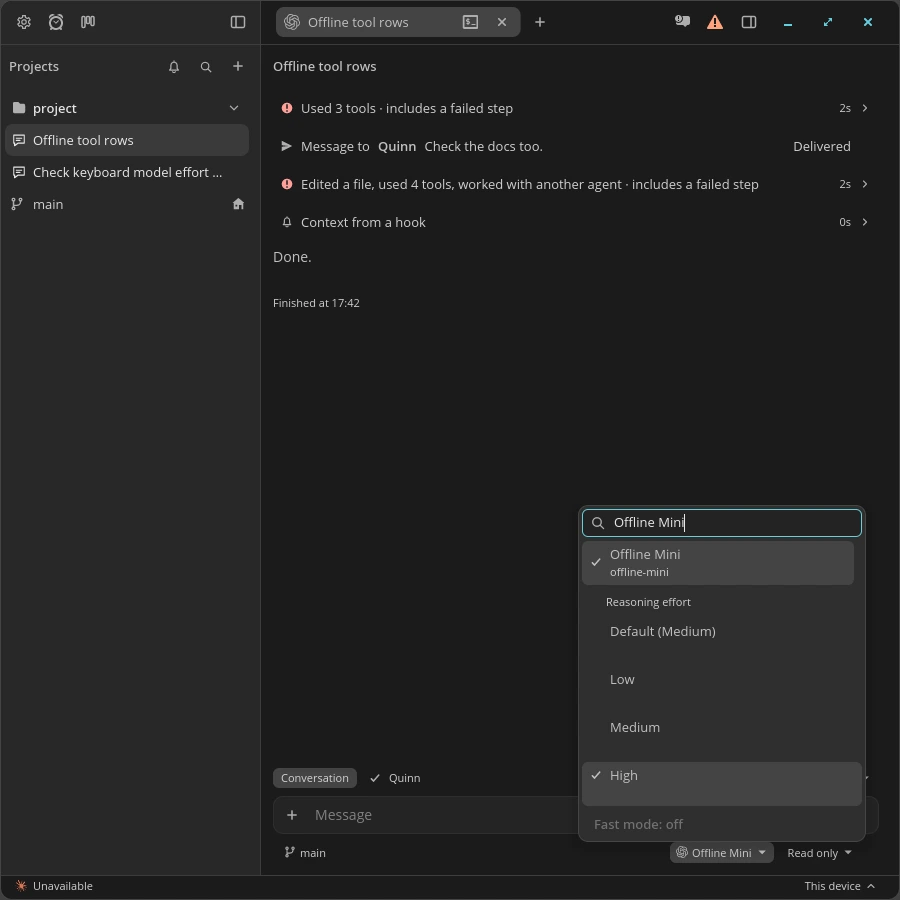 Offline tool rows
Projects
Offline tool rows
project
Used 3 tools · includes a failed step
2s
Offline tool rows
Message to Quinn Check the docs too.
Delivered
Check keyboard model effort ...
Edited a file, used 4 tools, worked with another agent · includes a failed step
2s
main
Context from a hook
0s
Done.
Finished at 17:42
Offline Mini
Offline Mini
offline-mini
Reasoning effort
Default (Medium)
Low
Medium
High
Fast mode: off
Conversation
Quinn
Message
main
Offline Mini
Read only
Unavailable
This device